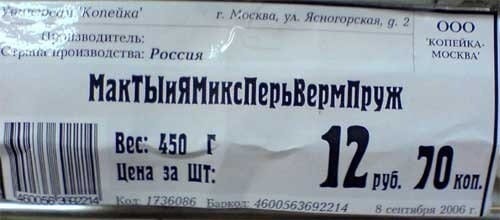 Универсам 'Копейка' г. Москва, ул. Ясногорская, д. 2
Производитель:
Страна производства: Россия
ООО
'КОПЕЙКА-
МОСКВА'
МакТЫиЯМиксПерьВермПруж
Вес: 450 Г
Цена за Шт:
12 руб. 70 коп.
4600563692214
Код: 1736086 Баркод: 4600563692214
8 сентября 2006 г.